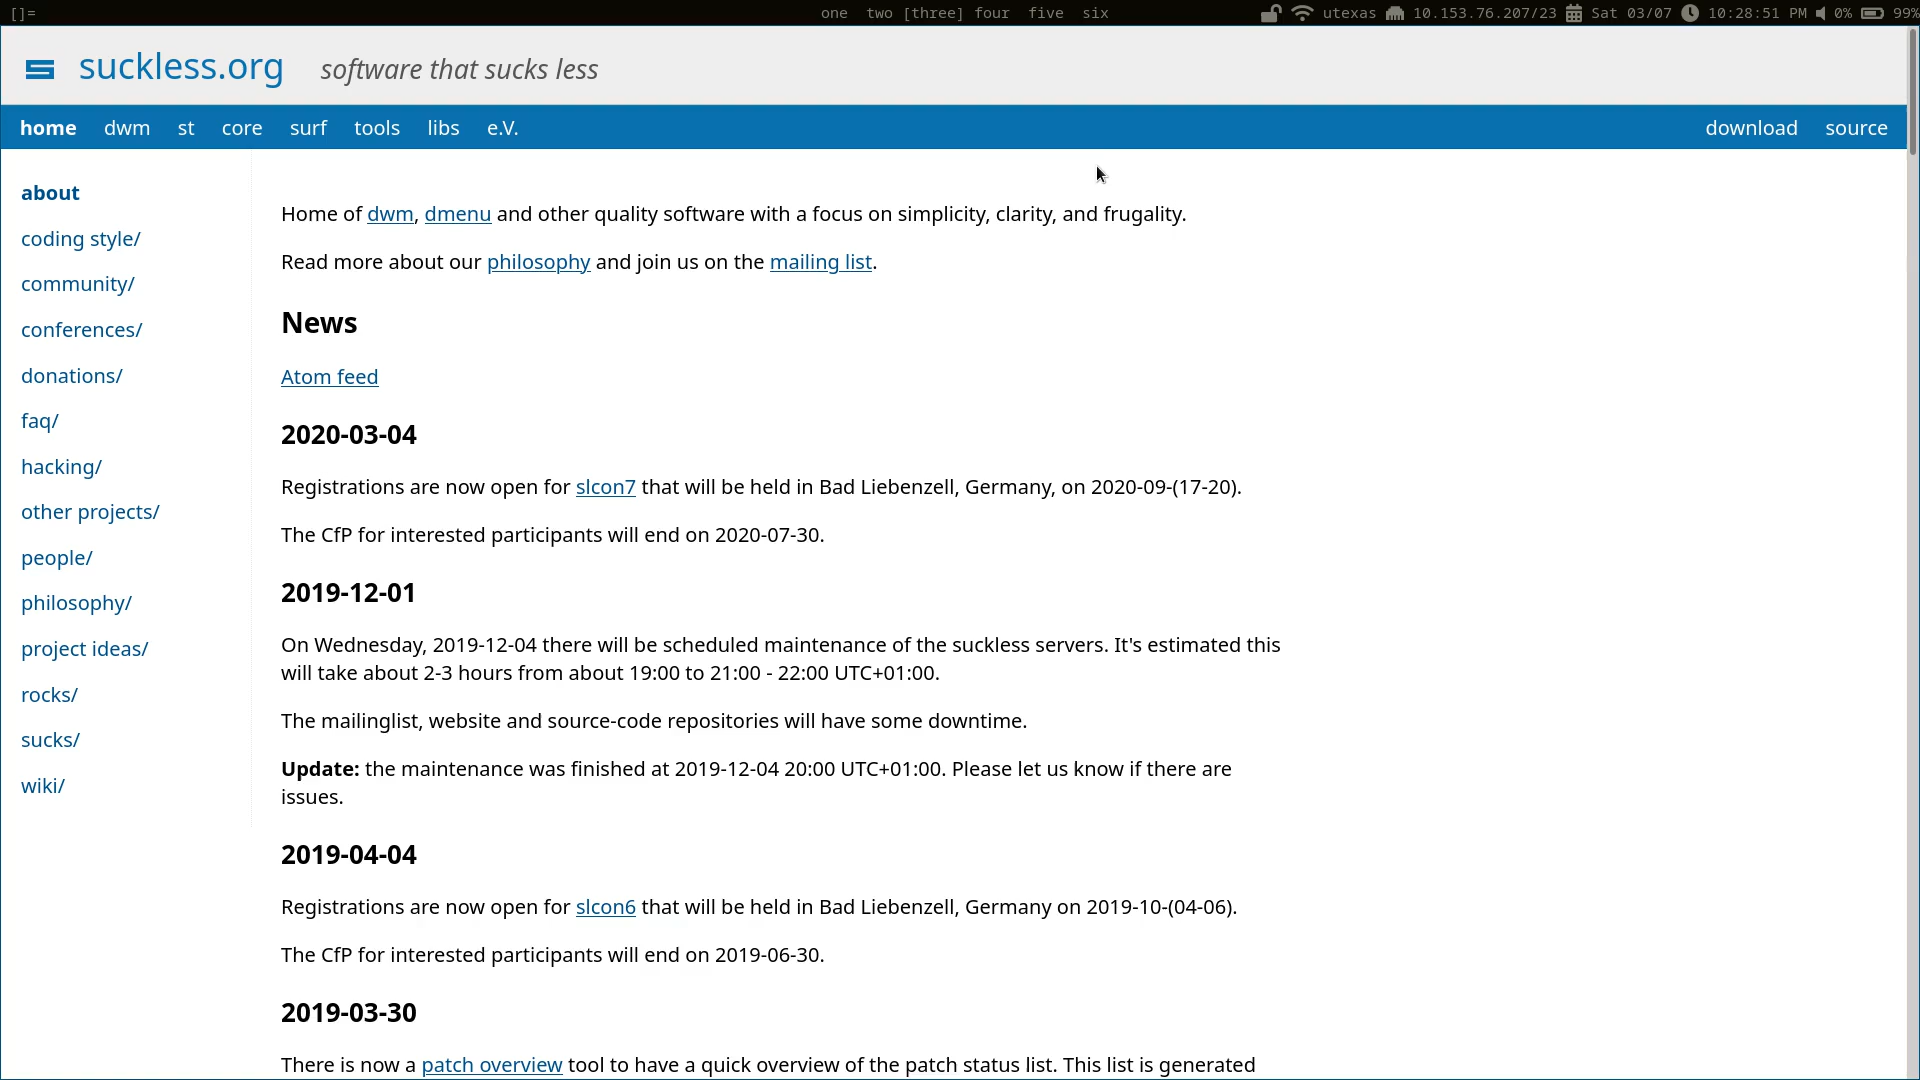 []= one two [three] four five six utexas 10.153.76.207/23 Sat 03/07 10:28:51 PM 0% 99%
suckless.org software that sucks less
home dwm st core surf tools libs e.V. download source
about
coding style/
community/
conferences/
donations/
faq/
hacking/
other projects/
people/
philosophy/
project ideas/
rocks/
sucks/
wiki/
Home of dwm, dmenu and other quality software with a focus on simplicity, clarity, and frugality.
Read more about our philosophy and join us on the mailing list.
News
Atom feed
2020-03-04
Registrations are now open for slcon7 that will be held in Bad Liebenzell, Germany, on 2020-09-(17-20).
The CfP for interested participants will end on 2020-07-30.
2019-12-01
On Wednesday, 2019-12-04 there will be scheduled maintenance of the suckless servers. It's estimated this
will take about 2-3 hours from about 19:00 to 21:00 - 22:00 UTC+01:00.
The mailinglist, website and source-code repositories will have some downtime.
Update: the maintenance was finished at 2019-12-04 20:00 UTC+01:00. Please let us know if there are
issues.
2019-04-04
Registrations are now open for slcon6 that will be held in Bad Liebenzell, Germany on 2019-10-(04-06).
The CfP for interested participants will end on 2019-06-30.
2019-03-30
There is now a patch overview tool to have a quick overview of the patch status list. This list is generated